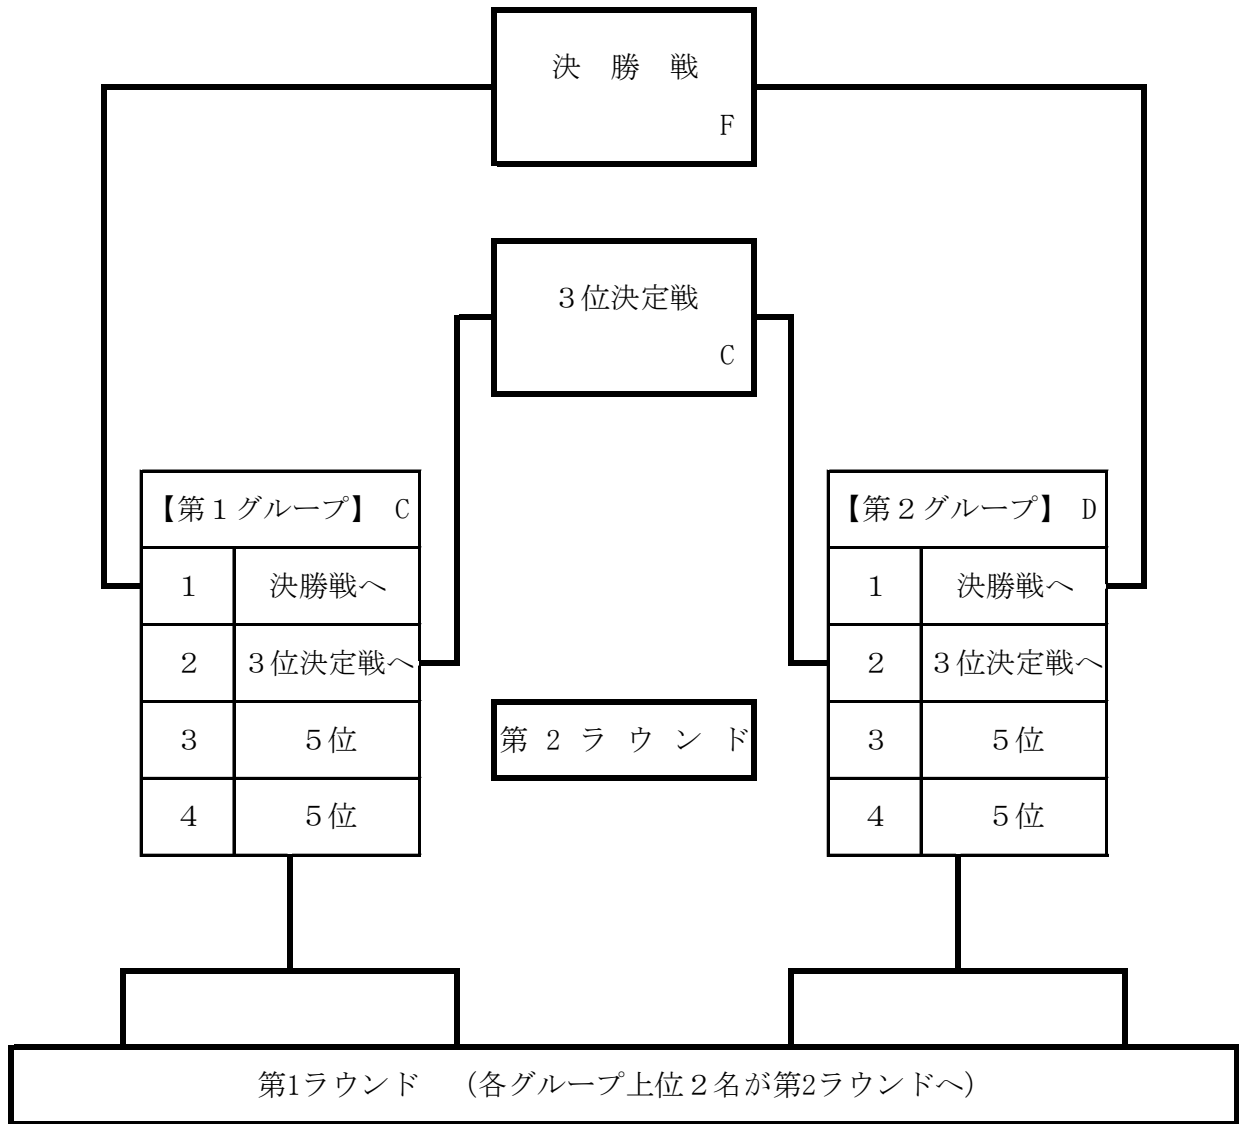 決　勝　戦
F
３位決定戦
C
【第１グループ】 C
1 決勝戦へ
2 ３位決定戦へ
3 ５位
4 ５位
第 2 ラ ウ ン ド
【第２グループ】 D
1 決勝戦へ
2 ３位決定戦へ
3 ５位
4 ５位
第1ラウンド　（各グループ上位２名が第2ラウンドへ）